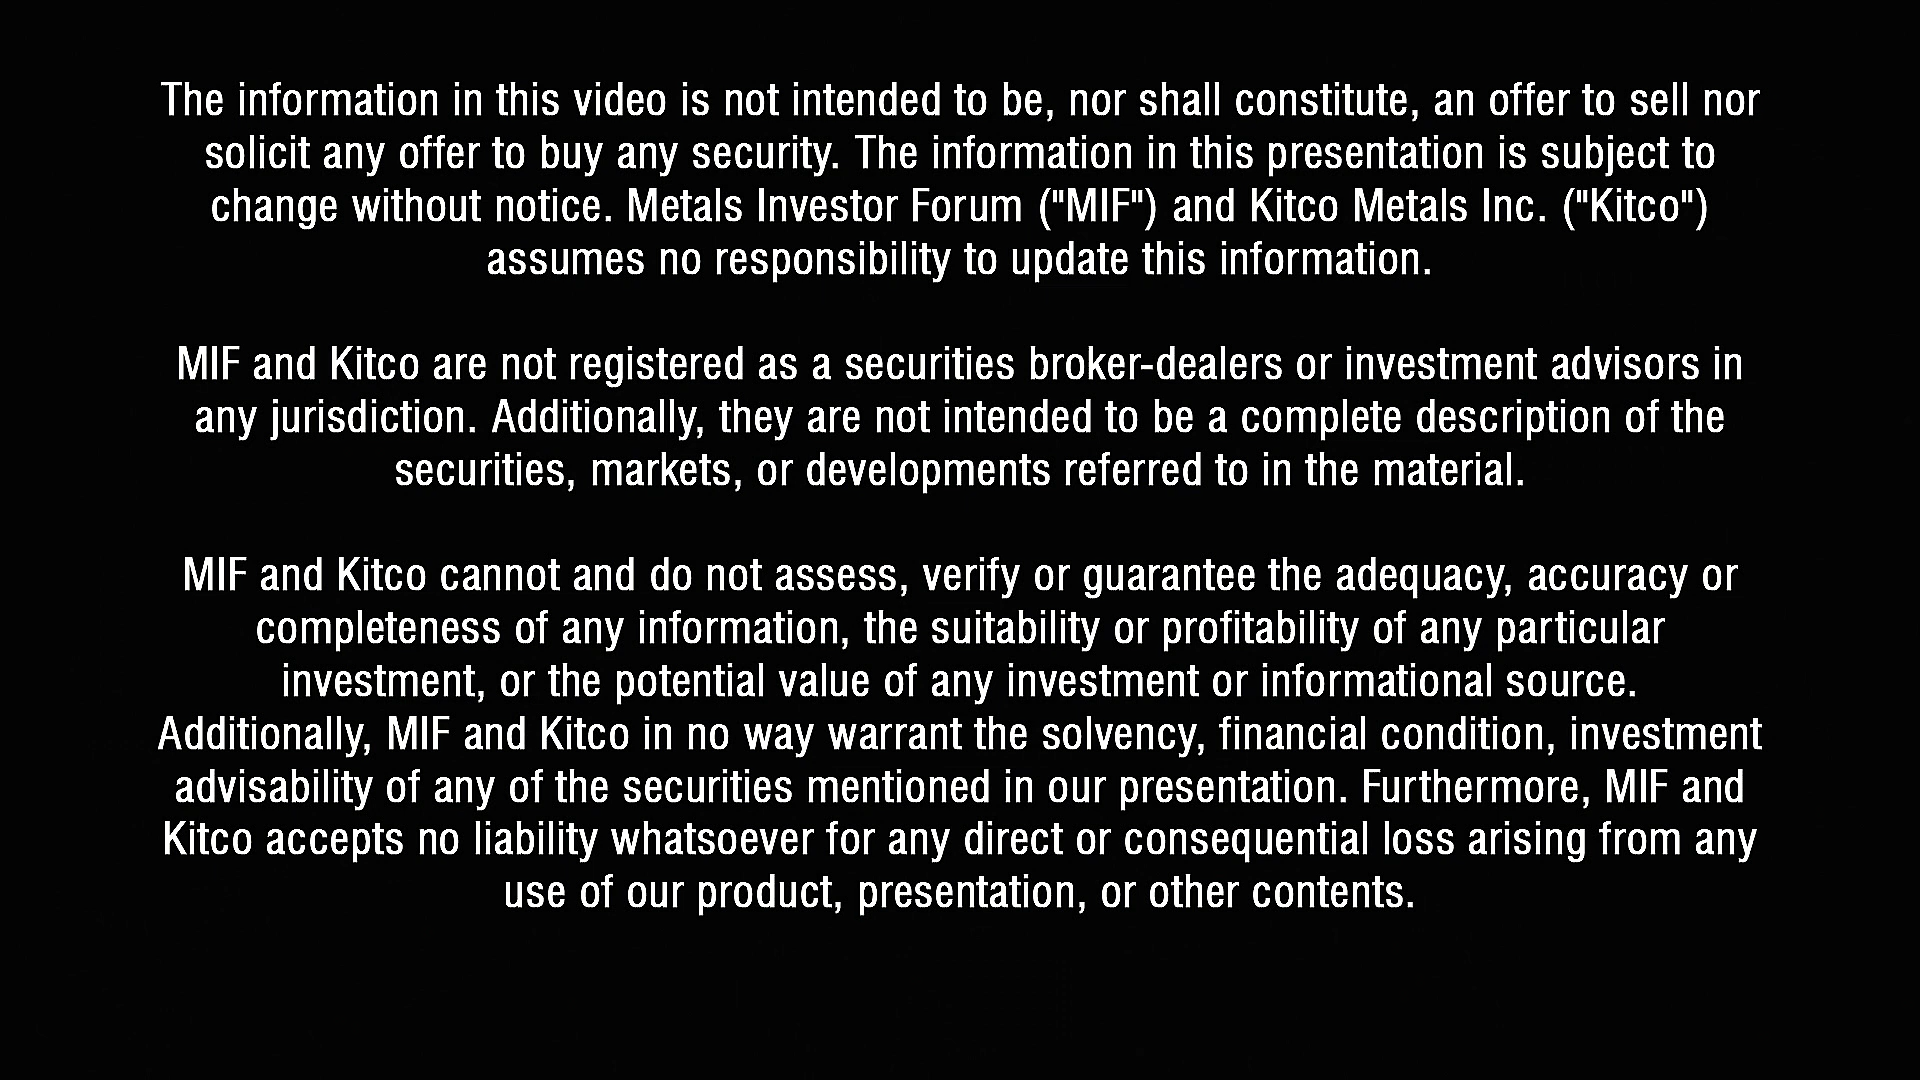 The information in this video is not intended to be, nor shall constitute, an offer to sell nor
solicit any offer to buy any security. The information in this presentation is subject to
change without notice. Metals Investor Forum ("MIF") and Kitco Metals Inc. ("Kitco")
assumes no responsibility to update this information.
MIF and Kitco are not registered as a securities broker-dealers or investment advisors in
any jurisdiction. Additionally, they are not intended to be a complete description of the
securities, markets, or developments referred to in the material.
MIF and Kitco cannot and do not assess, verify or guarantee the adequacy, accuracy or
completeness of any information, the suitability or profitability of any particular
investment, or the potential value of any investment or informational source.
Additionally, MIF and Kitco in no way warrant the solvency, financial condition, investment
advisability of any of the securities mentioned in our presentation. Furthermore, MIF and
Kitco accepts no liability whatsoever for any direct or consequential loss arising from any
use of our product, presentation, or other contents.